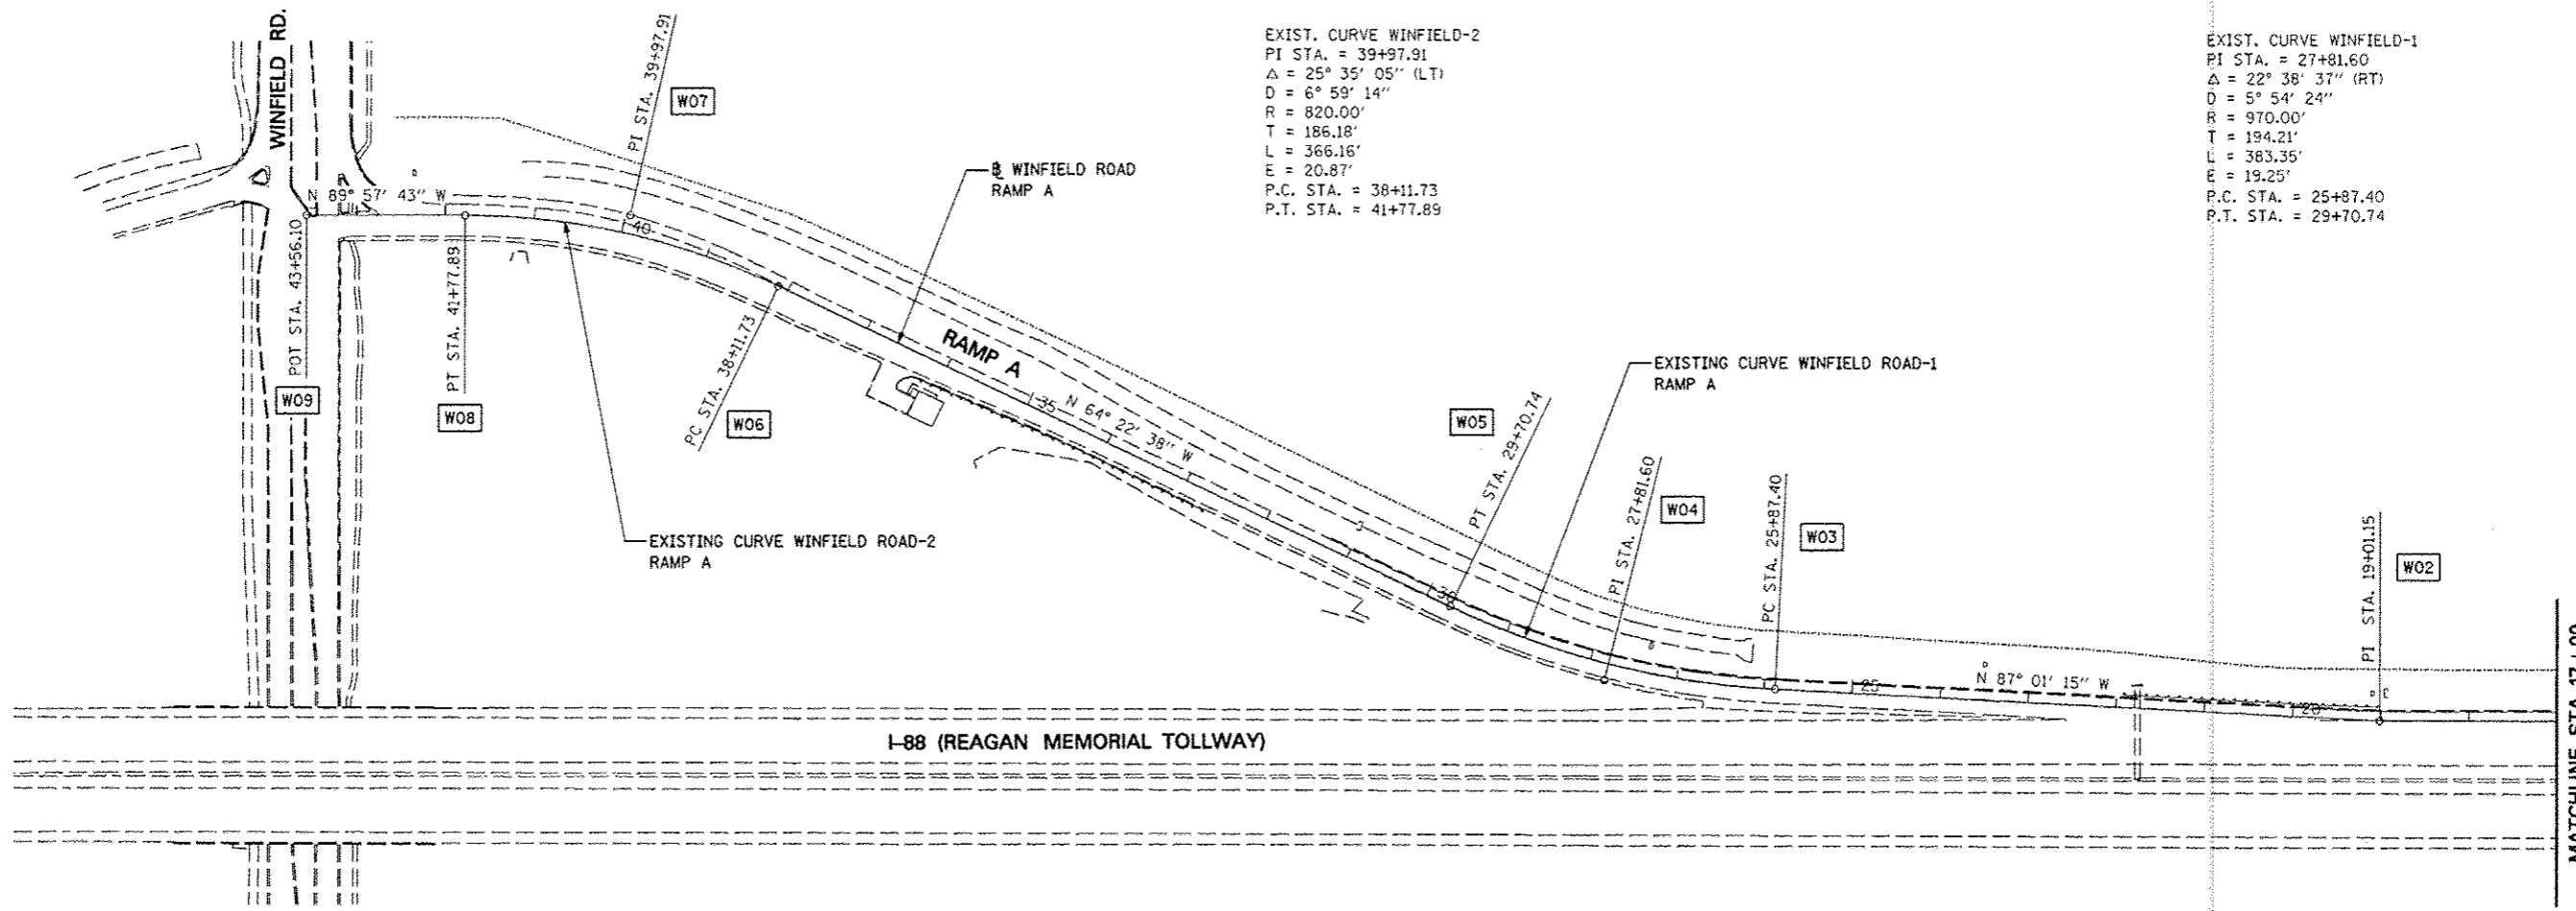 WINFIELD RD.
PI STA. 39+97.91
W07
EXIST. CURVE WINFIELD-2
PI STA. = 39+97.91
Δ = 25° 35' 05" (LT)
D = 6° 59' 14"
R = 820.00'
T = 186.18'
L = 366.16'
E = 20.87'
P.C. STA. = 38+11.73
P.T. STA. = 41+77.89
EXIST. CURVE WINFIELD-1
PI STA. = 27+81.60
Δ = 22° 38' 37" (RT)
D = 5° 54' 24"
R = 970.00'
T = 194.21'
L = 383.35'
E = 19.25'
P.C. STA. = 25+87.40
P.T. STA. = 29+70.74
℄ WINFIELD ROAD
RAMP A
N 89° 57' 43" W
40
POT STA. 43+56.10
W09
PT STA. 41+77.89
W08
PC STA. 38+11.73
W06
RAMP A
35
N 64° 22' 38" W
EXISTING CURVE WINFIELD ROAD-1
RAMP A
W05
PT STA. 29+70.74
PI STA. 27+81.60
W04
PC STA. 25+87.40
W03
PI STA. 19+01.15
W02
EXISTING CURVE WINFIELD ROAD-2
RAMP A
30
25
N 87° 01' 15" W
20
I-88 (REAGAN MEMORIAL TOLLWAY)
MATCHLINE STA 17+00